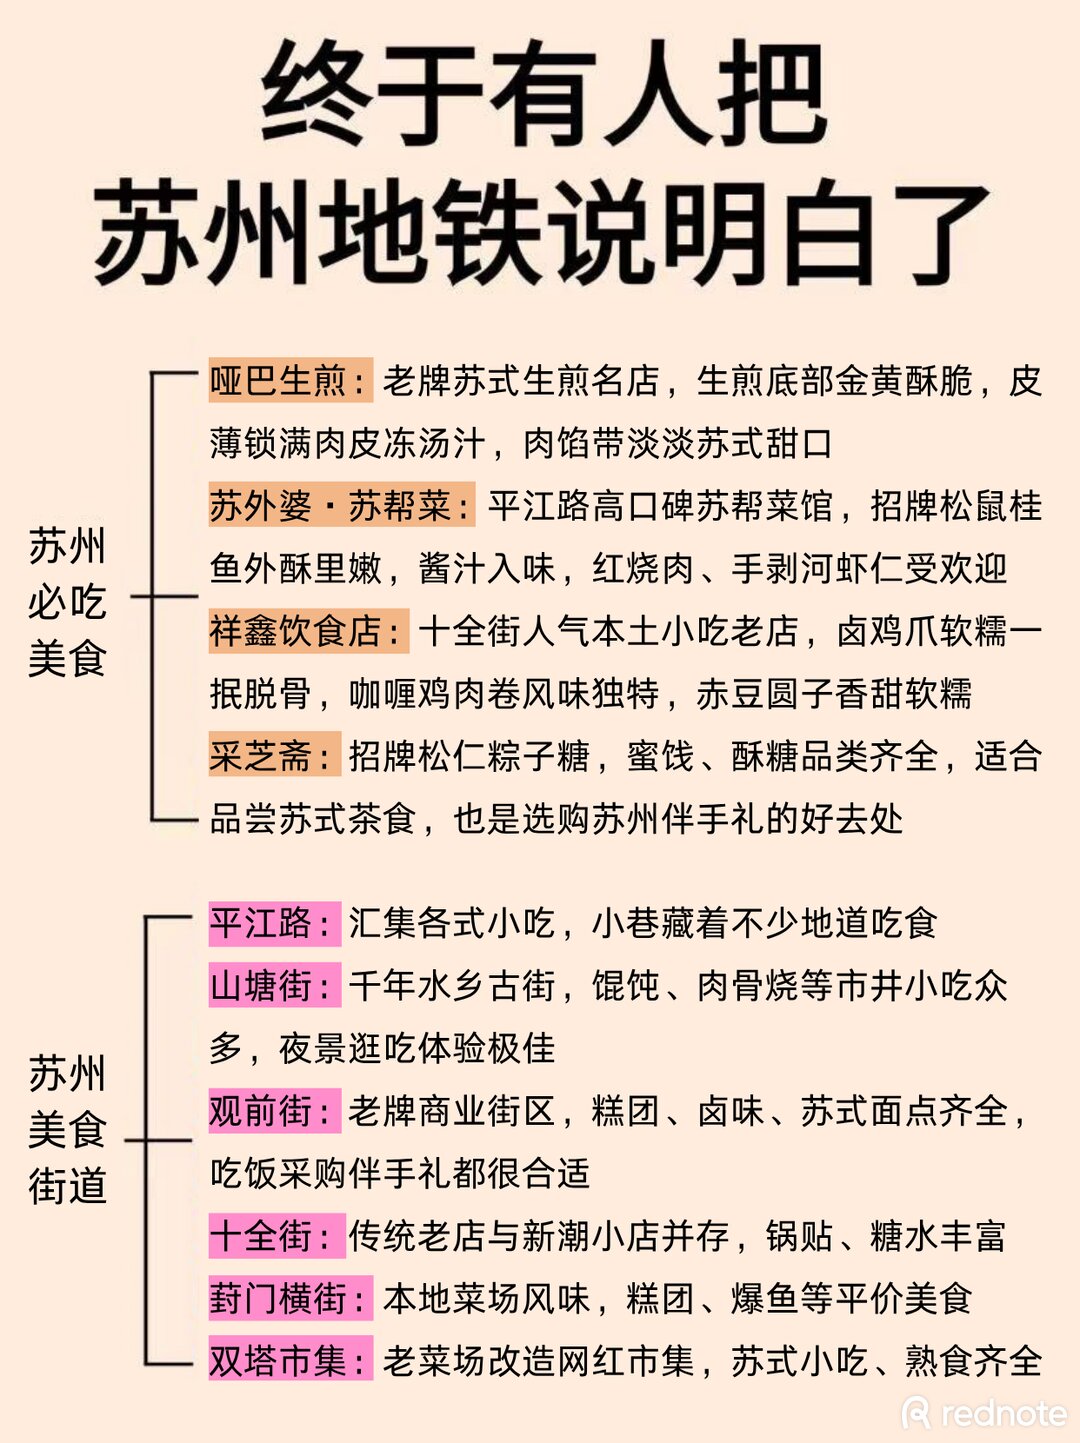 终于有人把
苏州地铁说明白了
苏州
必吃
美食
哑巴生煎：老牌苏式生煎名店，生煎底部金黄酥脆，皮
薄锁满肉皮冻汤汁，肉馅带淡淡苏式甜口
苏外婆·苏帮菜：平江路高口碑苏帮菜馆，招牌松鼠桂
鱼外酥里嫩，酱汁入味，红烧肉、手剥河虾仁受欢迎
祥鑫饮食店：十全街人气本土小吃老店，卤鸡爪软糯一
抿脱骨，咖喱鸡肉卷风味独特，赤豆圆子香甜软糯
采芝斋：招牌松仁粽子糖，蜜饯、酥糖品类齐全，适合
品尝苏式茶食，也是选购苏州伴手礼的好去处
苏州
美食
街道
平江路：汇集各式小吃，小巷藏着不少地道吃食
山塘街：千年水乡古街，馄饨、肉骨烧等市井小吃众
多，夜景逛吃体验极佳
观前街：老牌商业街区，糕团、卤味、苏式面点齐全，
吃饭采购伴手礼都很合适
十全街：传统老店与新潮小店并存，锅贴、糖水丰富
葑门横街：本地菜场风味，糕团、爆鱼等平价美食
双塔市集：老菜场改造网红市集，苏式小吃、熟食齐全
rednote